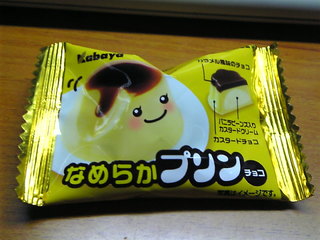 Kabaya
カラメル風味のチョコ
バニラビーンズ入り
カスタードクリーム
カスタードチョコ
なめらかプリン
チョコ
写真はイメージです。